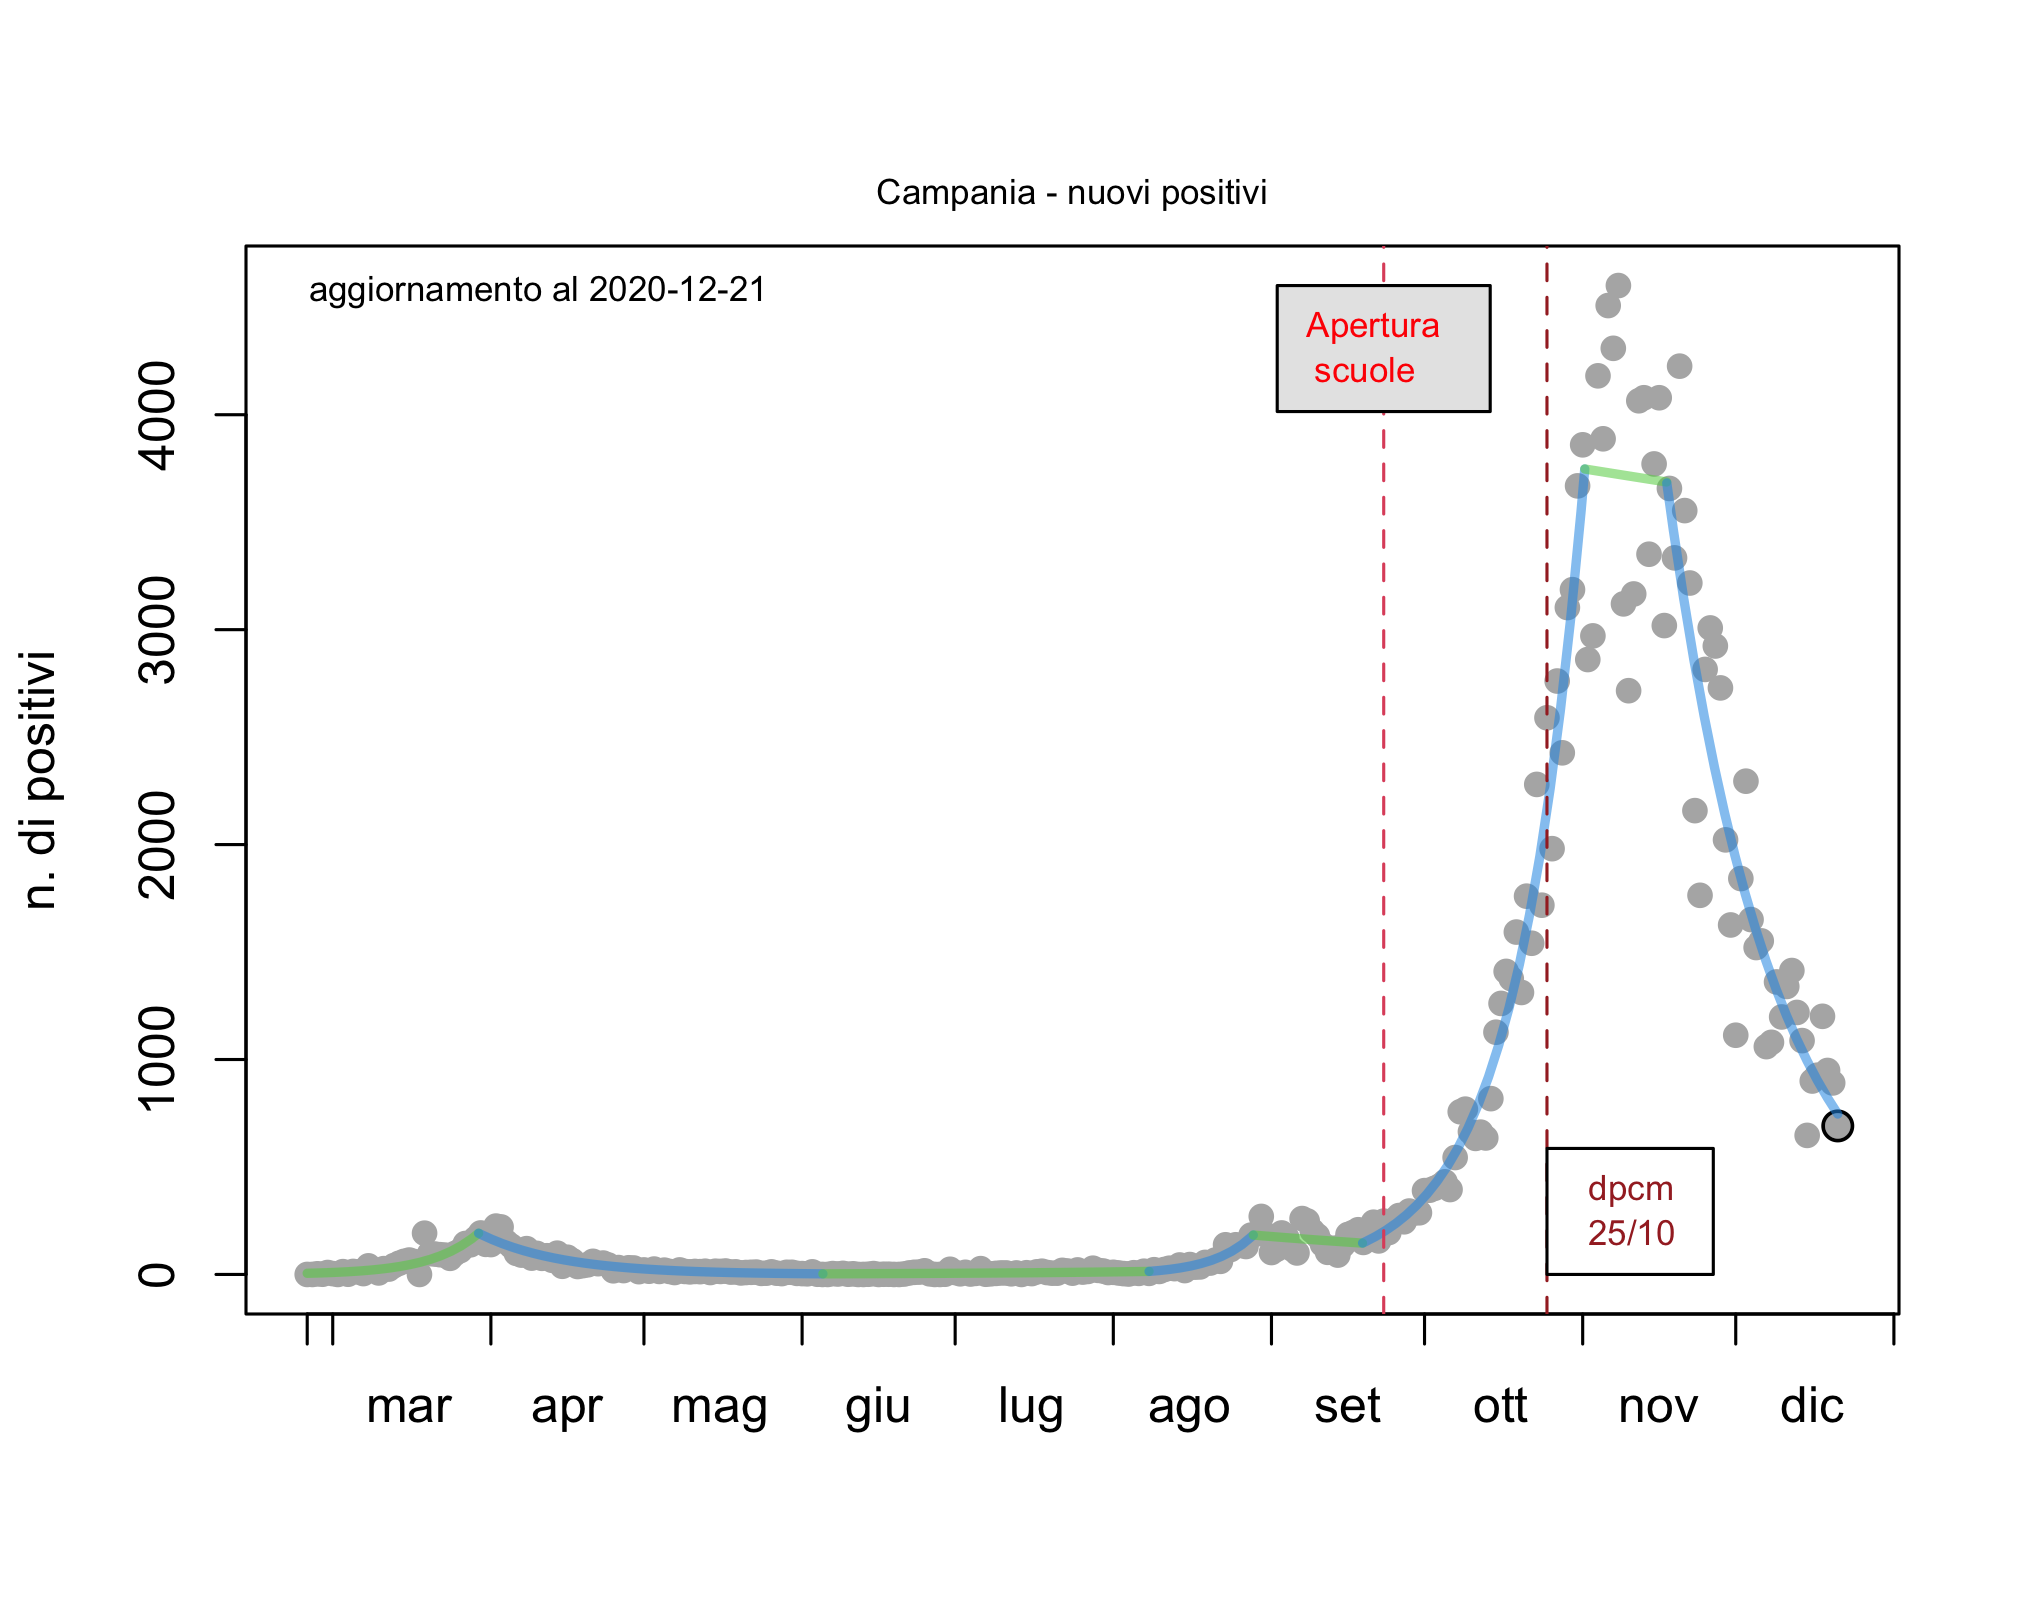 Campania - nuovi positivi
aggiornamento al 2020-12-21
Apertura
scuole
n. di positivi
4000
3000
2000
1000
0
dpcm
25/10
mar apr mag giu lug ago set ott nov dic